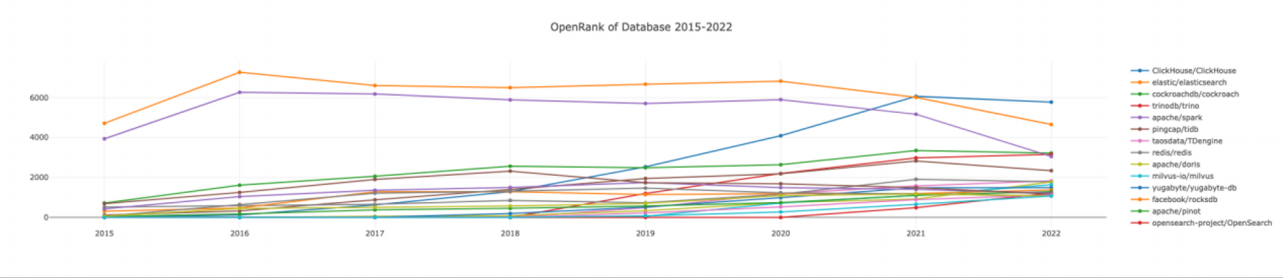 OpenRank of Database 2015-2022
6000
4000
2000
0
2015 2016 2017 2018 2019 2020 2021 2022
ClickHouse/ClickHouse
elastic/elasticsearch
cockroachdb/cockroach
trinodb/trino
apache/spark
pingcap/tidb
taosdata/TDengine
redis/redis
apache/doris
milvus-io/milvus
yugabyte/yugabyte-db
facebook/rocksdb
apache/pinot
opensearch-project/OpenSearch